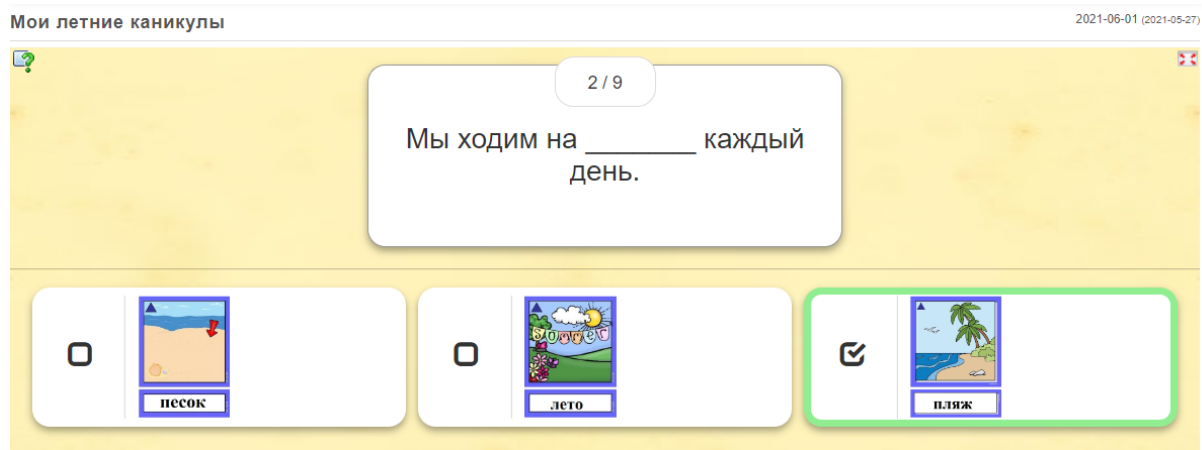 Мои летние каникулы
2021-06-01 (2021-05-27)
2 / 9
Мы ходим на _______ каждый
день.
SUMMER
песок
лето
пляж